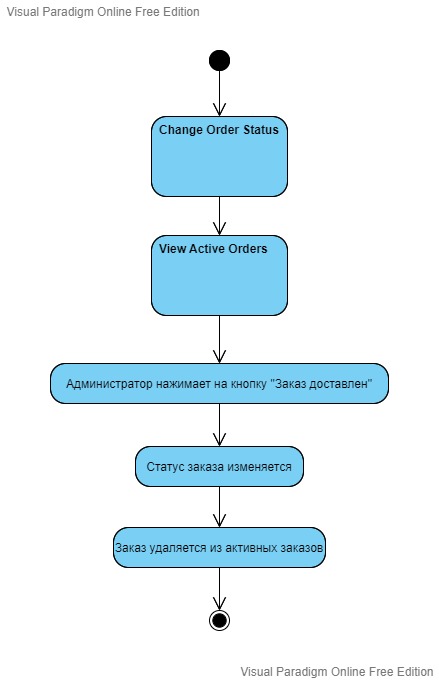 Visual Paradigm Online Free Edition
Change Order Status
View Active Orders
Администратор нажимает на кнопку "Заказ доставлен"
Статус заказа изменяется
Заказ удаляется из активных заказов
Visual Paradigm Online Free Edition